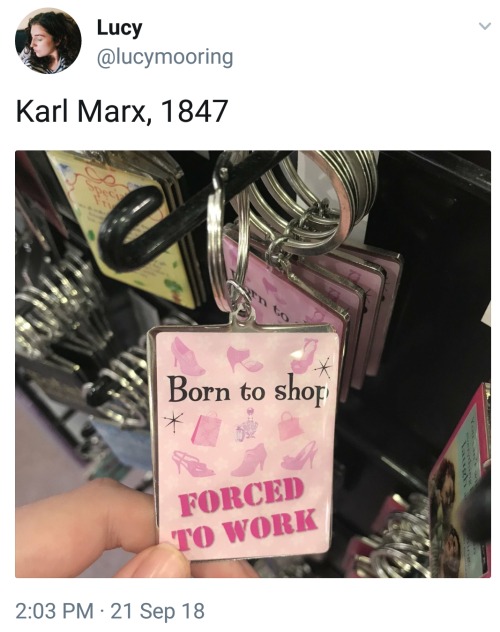 Lucy
@lucymooring
Karl Marx, 1847
Born to shop
FORCED
TO WORK
2:03 PM · 21 Sep 18